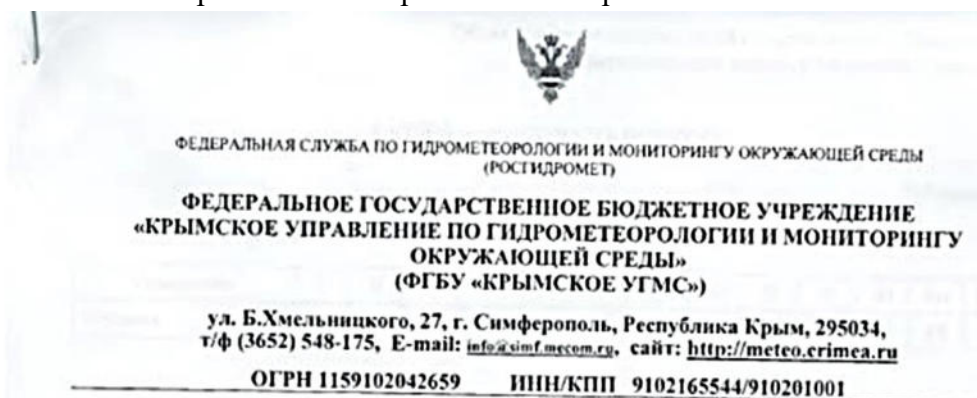 ФЕДЕРАЛЬНАЯ СЛУЖБА ПО ГИДРОМЕТЕОРОЛОГИИ И МОНИТОРИНГУ ОКРУЖАЮЩЕЙ СРЕДЫ
(РОСГИДРОМЕТ)
ФЕДЕРАЛЬНОЕ ГОСУДАРСТВЕННОЕ БЮДЖЕТНОЕ УЧРЕЖДЕНИЕ
«КРЫМСКОЕ УПРАВЛЕНИЕ ПО ГИДРОМЕТЕОРОЛОГИИ И МОНИТОРИНГУ
ОКРУЖАЮЩЕЙ СРЕДЫ»
(ФГБУ «КРЫМСКОЕ УГМС»)
ул. Б.Хмельницкого, 27, г. Симферополь, Республика Крым, 295034,
т/ф (3652) 548-175, E-mail: info@simf.mecom.ru, сайт: http://meteo.crimea.ru
ОГРН 1159102042659 ИНН/КПП 9102165544/910201001